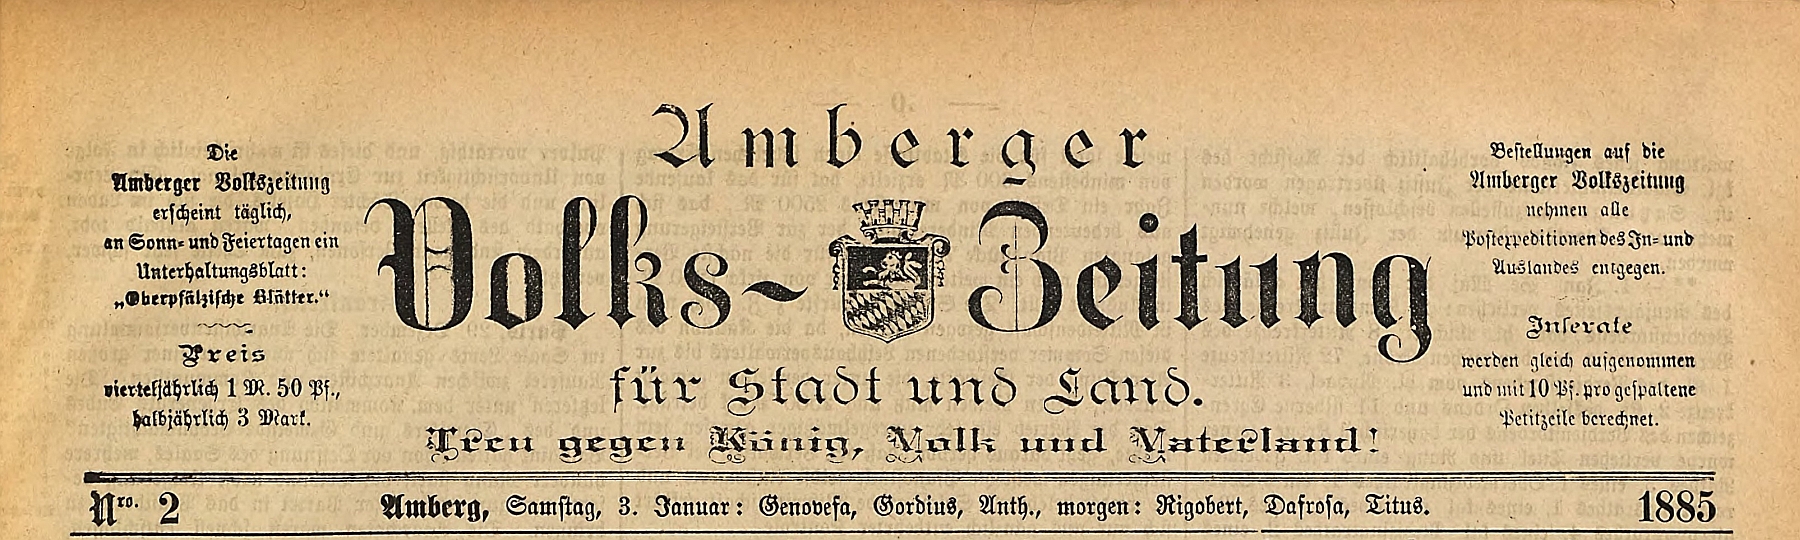 Die
Amberger Volkszeitung
erscheint täglich,
an Sonn- und Feiertagen ein
Unterhaltungsblatt:
„Oberpfälzische Blätter.“
Preis
vierteljährlich 1 M. 50 Pf.,
halbjährlich 3 Mark.
Amberger
Volks-Zeitung
für Stadt und Land.
Treu gegen König, Volk und Vaterland!
Bestellungen auf die
Amberger Volkszeitung
nehmen alle
Postexpeditionen des In- und
Auslandes entgegen.
Inserate
werden gleich aufgenommen
und mit 10 Pf. pro gespaltene
Petitzeile berechnet.
Nro. 2 Amberg, Samstag, 3. Januar: Genovefa, Gordius, Anth., morgen: Rigobert, Dafrosa, Titus. 1885